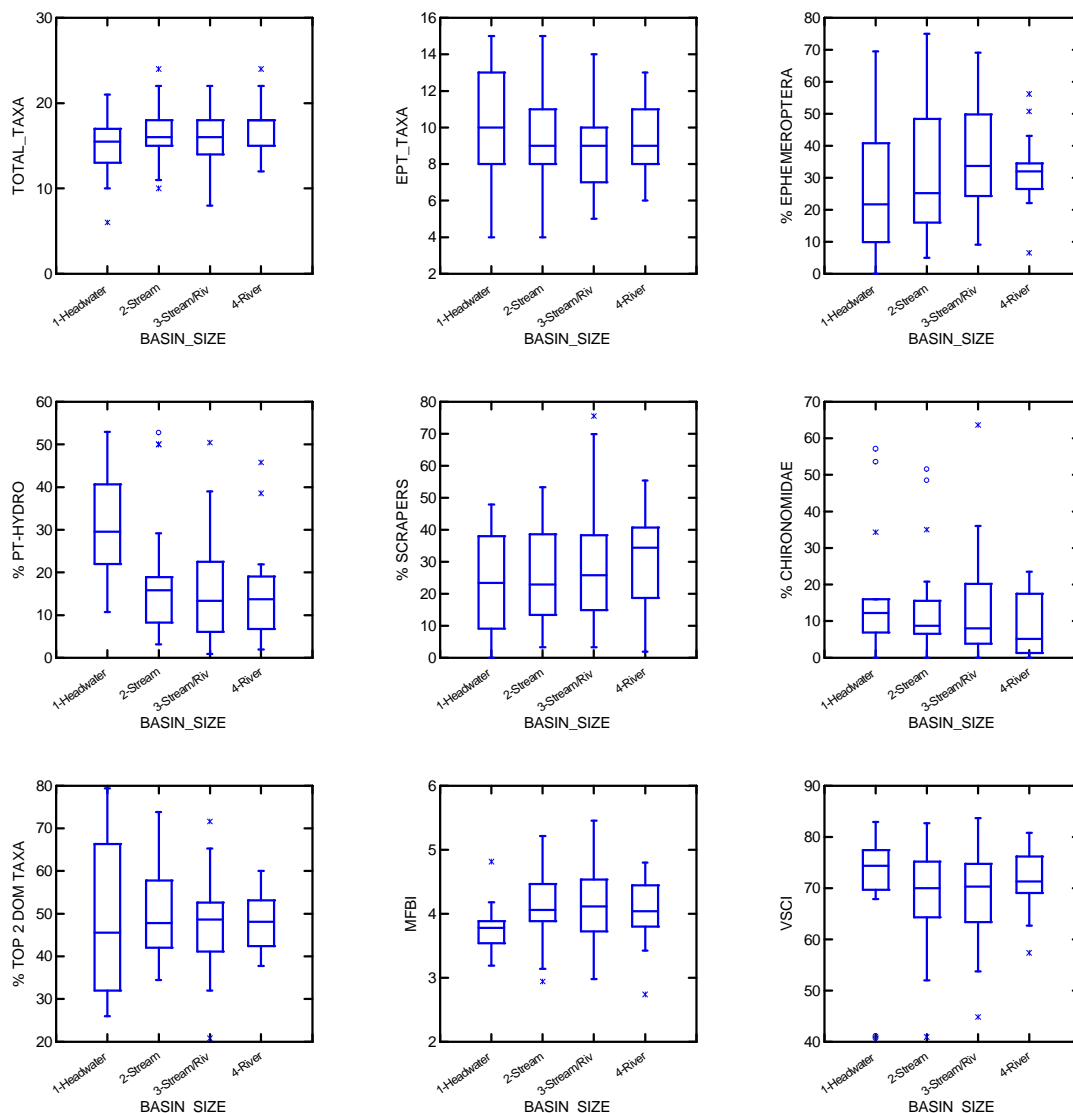 TOTAL_TAXA
30
20
10
0
1-Headwater
2-Stream
3-Stream/Riv
4-River
BASIN_SIZE
EPT_TAXA
16
14
12
10
8
6
4
2
1-Headwater
2-Stream
3-Stream/Riv
4-River
BASIN_SIZE
% EPHEMEROPTERA
80
70
60
50
40
30
20
10
0
1-Headwater
2-Stream
3-Stream/Riv
4-River
BASIN_SIZE
% PT-HYDRO
60
50
40
30
20
10
0
1-Headwater
2-Stream
3-Stream/Riv
4-River
BASIN_SIZE
% SCRAPERS
80
70
60
50
40
30
20
10
0
1-Headwater
2-Stream
3-Stream/Riv
4-River
BASIN_SIZE
% CHIRONOMIDAE
70
60
50
40
30
20
10
0
1-Headwater
2-Stream
3-Stream/Riv
4-River
BASIN_SIZE
% TOP 2 DOM TAXA
80
70
60
50
40
30
20
1-Headwater
2-Stream
3-Stream/Riv
4-River
BASIN_SIZE
MFBI
6
5
4
3
2
1-Headwater
2-Stream
3-Stream/Riv
4-River
BASIN_SIZE
VSCI
90
80
70
60
50
40
1-Headwater
2-Stream
3-Stream/Riv
4-River
BASIN_SIZE